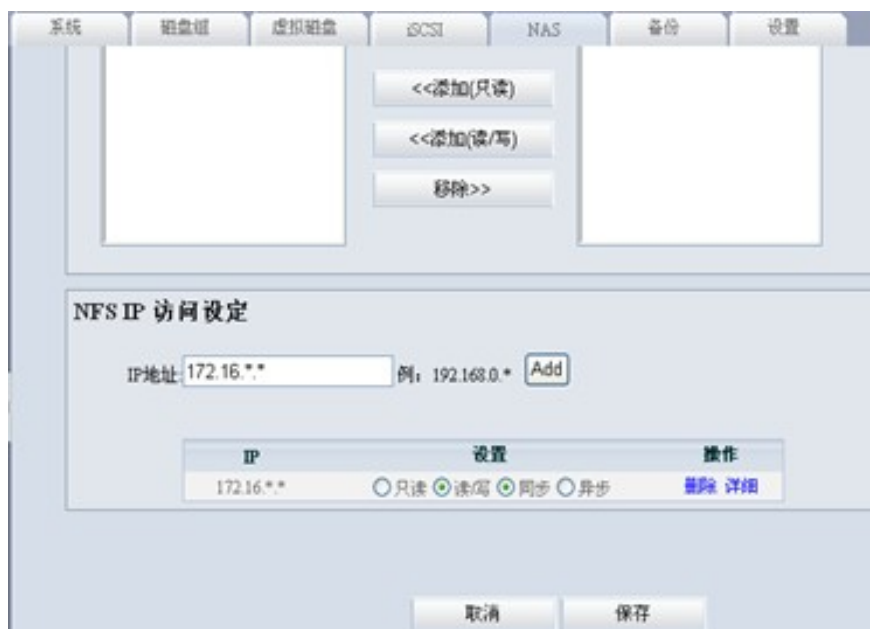 系统 磁盘组 虚拟磁盘 iSCSI NAS 备份 设置
<<添加(只读)
<<添加(读/写)
移除>>
NFS IP 访问设定
IP地址: 172.16.*.* 例：192.168.0.* Add
IP 设置 操作
172.16.*.* 只读 读/写 同步 异步 删除 详细
取消 保存